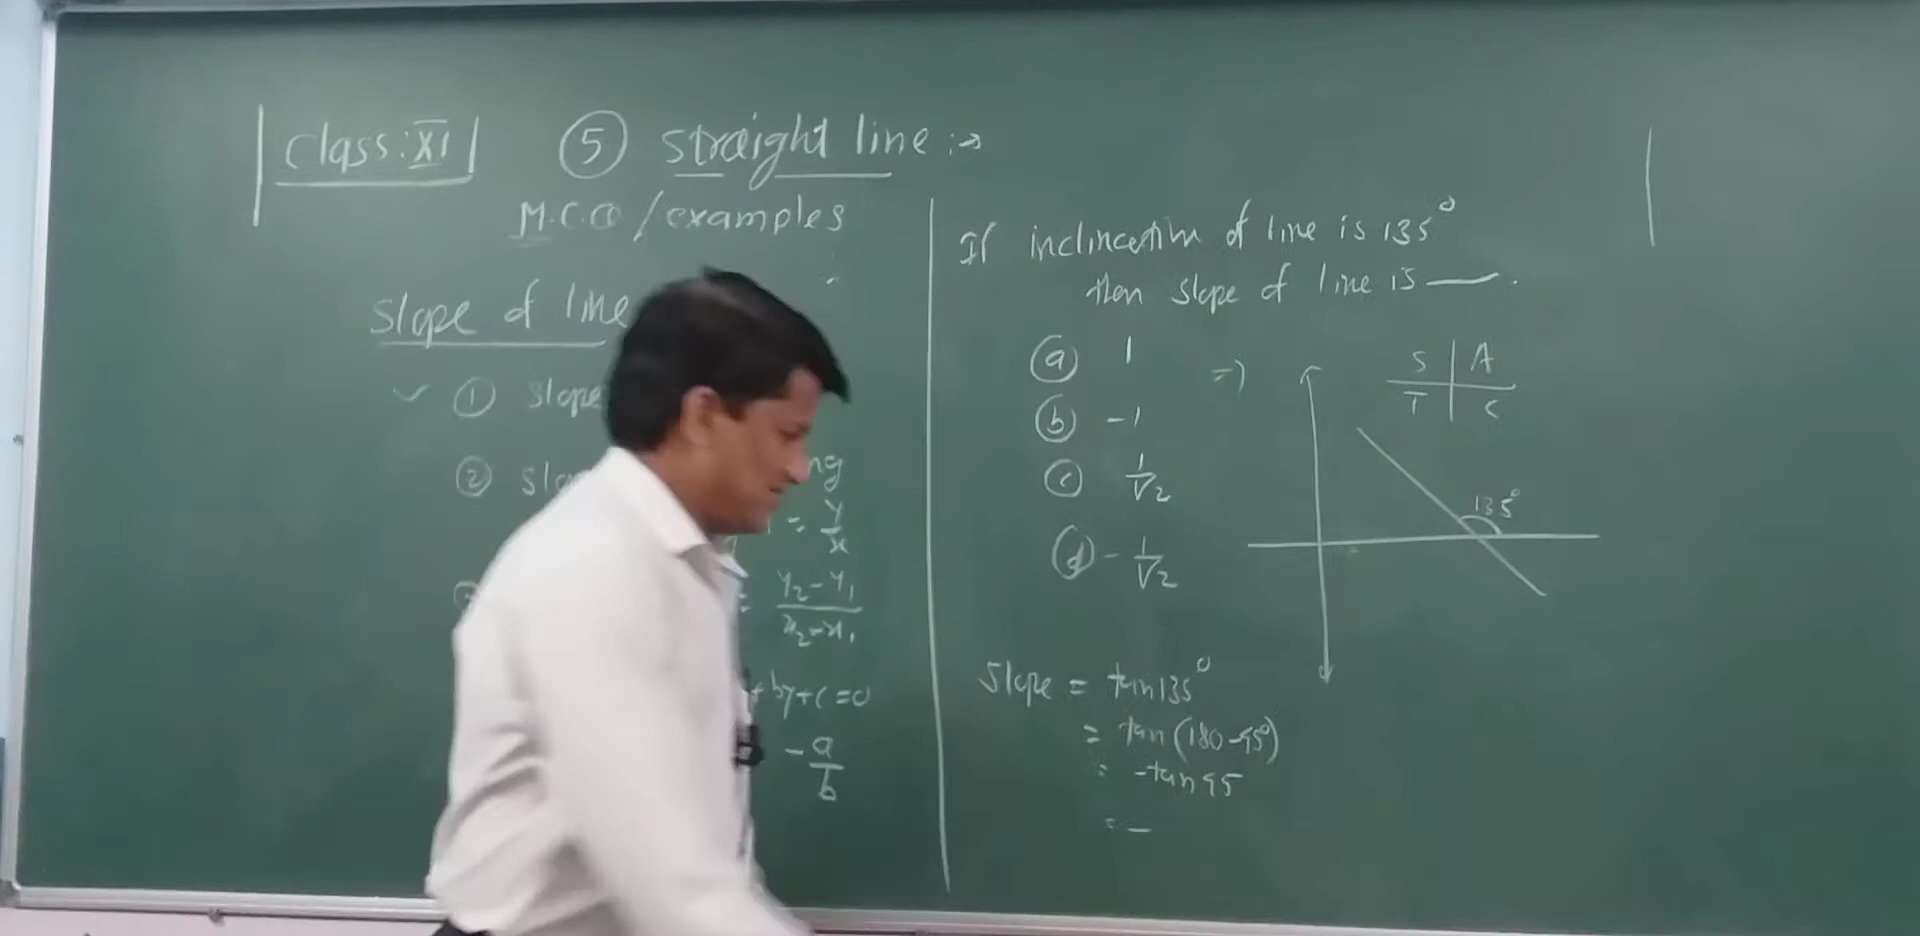 Class: XI
5 straight line :→
M.C.Q / examples
slope of line
✓ 1 slope
2 slo ng
= y/x
= y₂-y₁/x₂-x₁
+by+c=0
-a/b
If inclination of line is 135°
then slope of line is —.
a 1
b -1
c 1/√2
d -1/√2
=)
S A
T C
135°
Slope = tan135°
= tan(180-45°)
= -tan45
= -